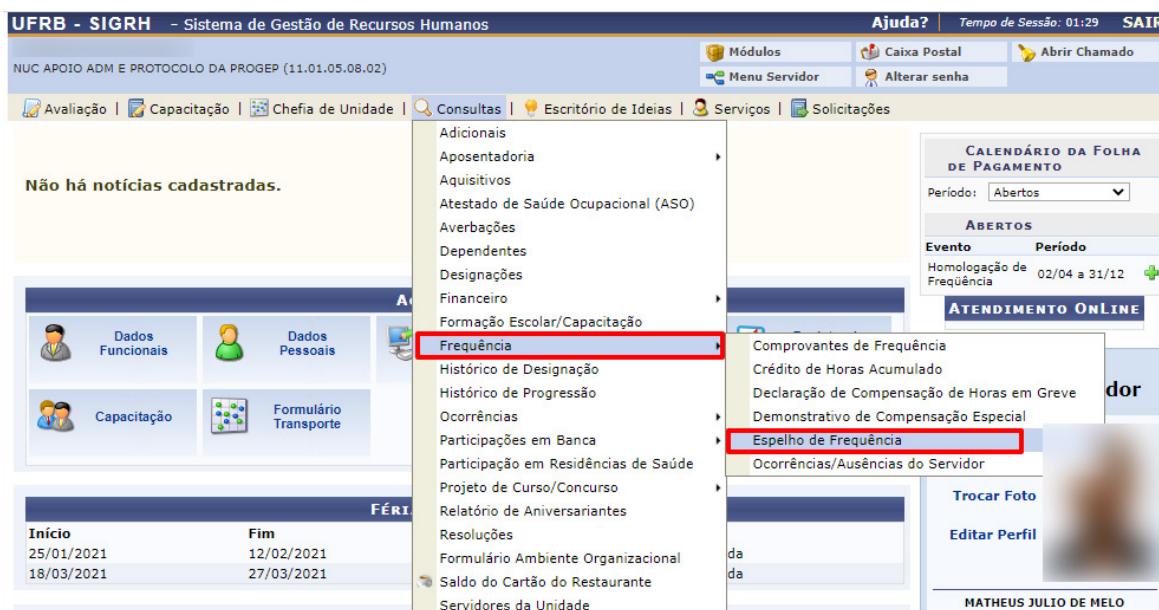 UFRB - SIGRH - Sistema de Gestão de Recursos Humanos Ajuda? Tempo de Sessão: 01:29 SAIR
Módulos Caixa Postal Abrir Chamado
NUC APOIO ADM E PROTOCOLO DA PROGEP (11.01.05.08.02)
Menu Servidor Alterar senha
Avaliação | Capacitação | Chefia de Unidade | Consultas | Escritório de Ideias | Serviços | Solicitações
Não há notícias cadastradas.
Adicionais
Aposentadoria
Aquisitivos
Atestado de Saúde Ocupacional (ASO)
Averbações
Dependentes
Designações
Financeiro
Formação Escolar/Capacitação
Frequência
Histórico de Designação
Histórico de Progressão
Ocorrências
Participações em Banca
Participação em Residências de Saúde
Projeto de Curso/Concurso
Relatório de Aniversariantes
Resoluções
Formulário Ambiente Organizacional
Saldo do Cartão do Restaurante
Servidores da Unidade
Comprovantes de Frequência
Crédito de Horas Acumulado
Declaração de Compensação de Horas em Greve
Demonstrativo de Compensação Especial
Espelho de Frequência
Ocorrências/Ausências do Servidor
Dados Funcionais
Dados Pessoais
Capacitação
Formulário Transporte
FÉRI
Início Fim
25/01/2021 12/02/2021 da
18/03/2021 27/03/2021 da
CALENDÁRIO DA FOLHA
DE PAGAMENTO
Período: Abertos
ABERTOS
Evento Período
Homologação de Freqüência 02/04 a 31/12
ATENDIMENTO ONLINE
dor
Trocar Foto
Editar Perfil
MATHEUS JULIO DE MELO